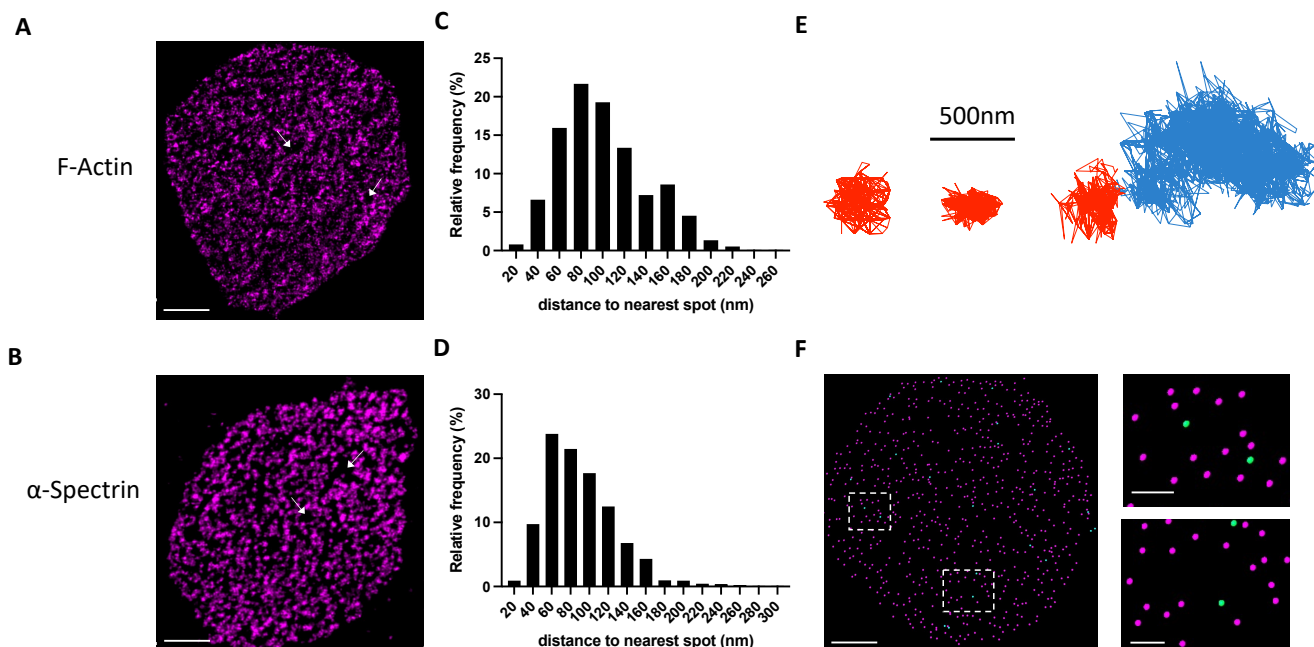 A
F-Actin
B
α-Spectrin
C
Relative frequency (%)
25
20
15
10
5
0
20 40 60 80 100 120 140 160 180 200 220 240 260
distance to nearest spot (nm)
D
Relative frequency (%)
30
20
10
0
20 40 60 80 100 120 140 160 180 200 220 240 260 280 300
distance to nearest spot (nm)
E
500nm
F